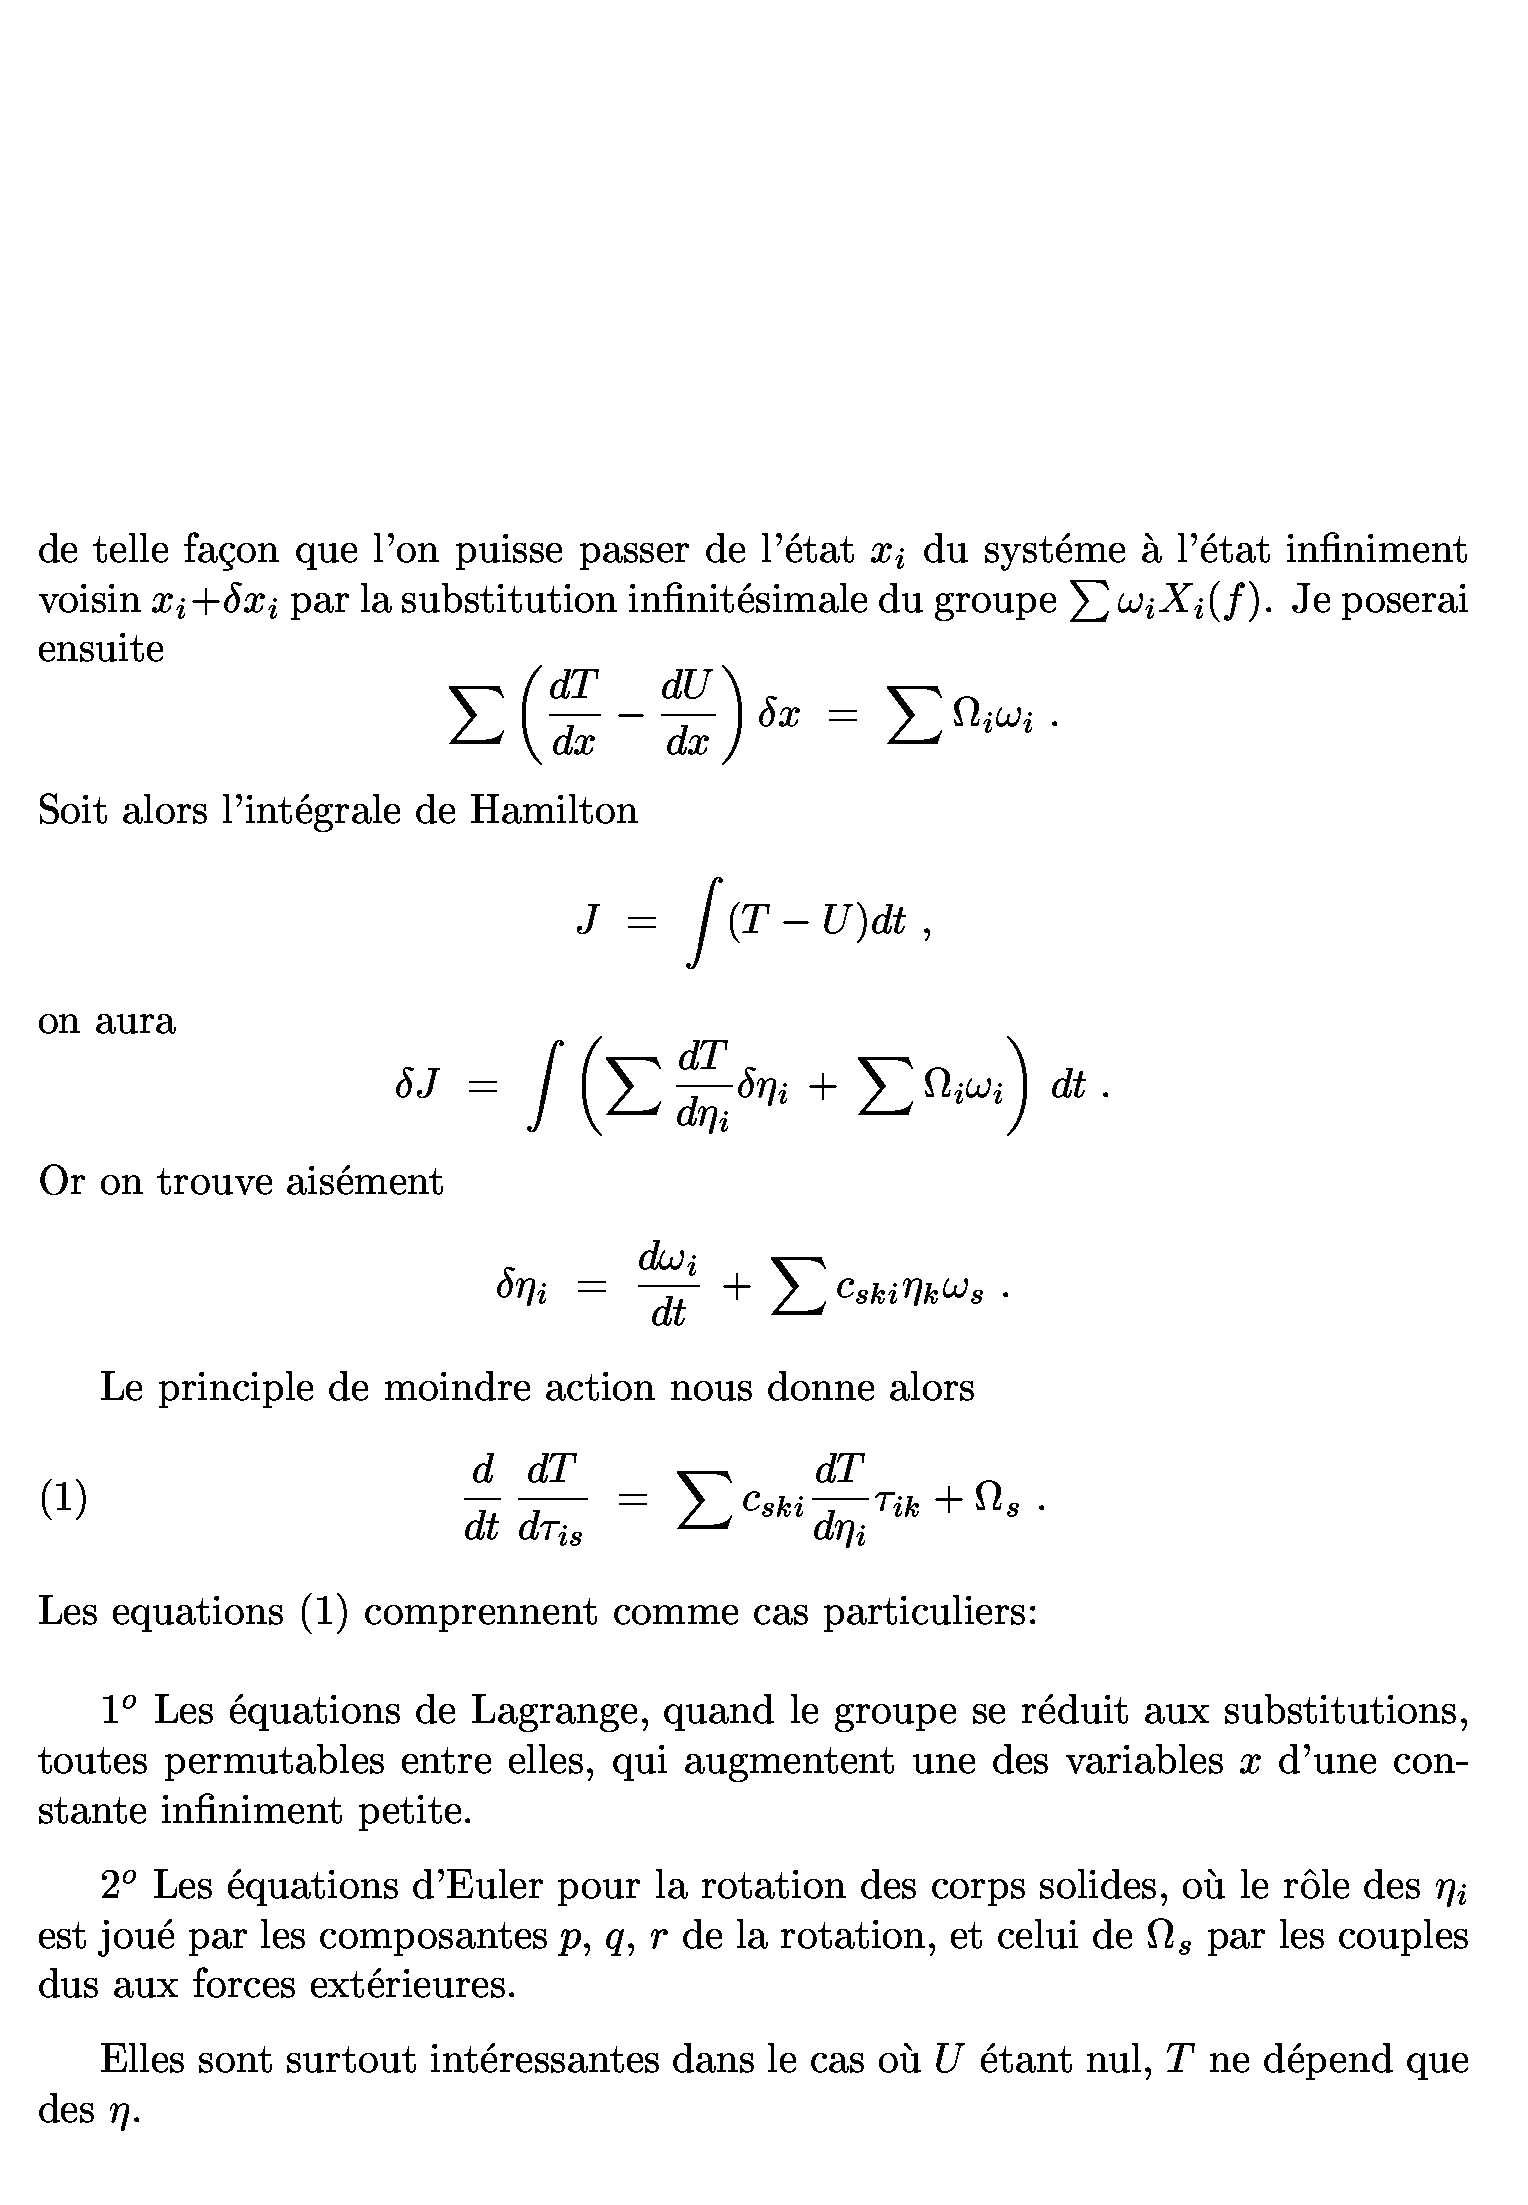 de telle façon que l'on puisse passer de l'état $x_i$ du systéme à l'état infiniment
voisin $x_i+\delta x_i$ par la substitution infinitésimale du groupe $\sum \omega_i X_i(f)$. Je poserai
ensuite
$$\sum \left( \frac{dT}{dx} - \frac{dU}{dx} \right) \delta x \ = \ \sum \Omega_i \omega_i \ .$$
Soit alors l'intégrale de Hamilton
$$J \ = \ \int (T - U) dt \ ,$$
on aura
$$\delta J \ = \ \int \left( \sum \frac{dT}{d\eta_i} \delta \eta_i \, + \, \sum \Omega_i \omega_i \right) \ dt \ .$$
Or on trouve aisément
$$\delta \eta_i \ = \ \frac{d\omega_i}{dt} \, + \, \sum c_{ski} \eta_k \omega_s \ .$$
Le principle de moindre action nous donne alors
(1) $$\frac{d}{dt} \, \frac{dT}{d\tau_{is}} \ = \ \sum c_{ski} \frac{dT}{d\eta_i} \tau_{ik} + \Omega_s \ .$$
Les equations (1) comprennent comme cas particuliers:
1$^o$ Les équations de Lagrange, quand le groupe se réduit aux substitutions,
toutes permutables entre elles, qui augmentent une des variables $x$ d'une con-
stante infiniment petite.
2$^o$ Les équations d'Euler pour la rotation des corps solides, où le rôle des $\eta_i$
est joué par les composantes $p$, $q$, $r$ de la rotation, et celui de $\Omega_s$ par les couples
dus aux forces extérieures.
Elles sont surtout intéressantes dans le cas où $U$ étant nul, $T$ ne dépend que
des $\eta$.